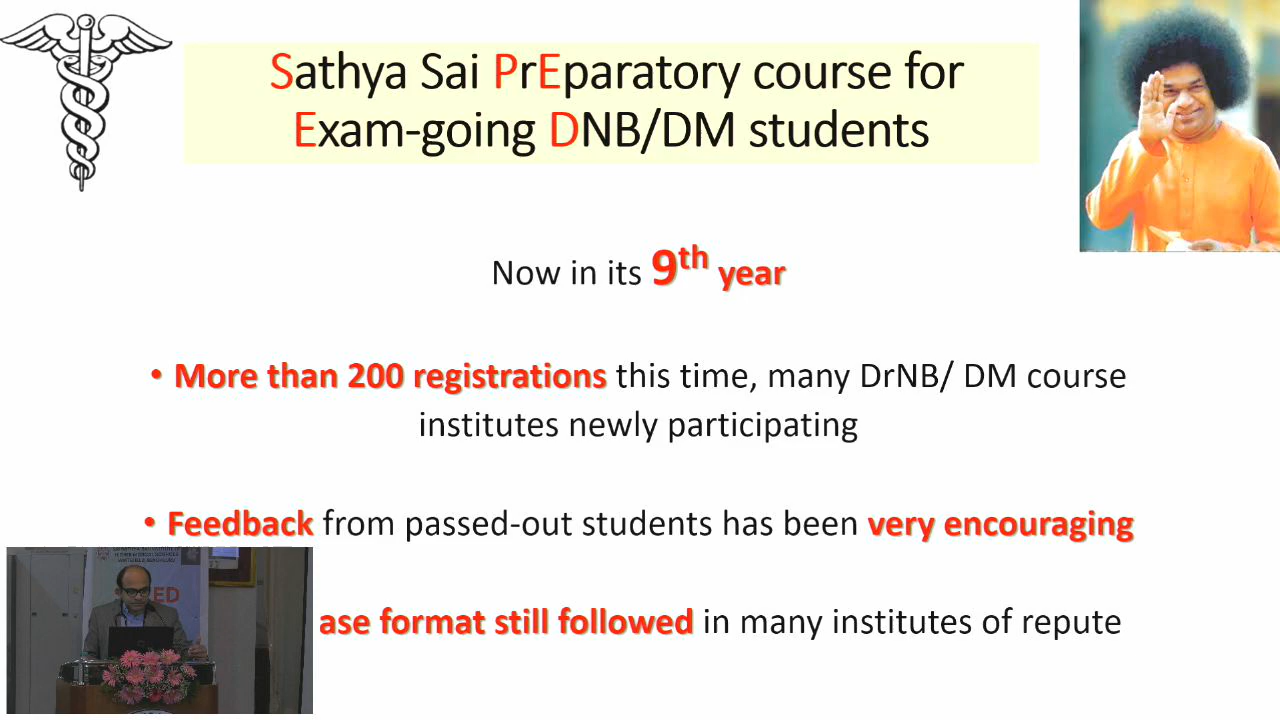 Sathya Sai PrEparatory course for
Exam-going DNB/DM students
Now in its 9th year
• More than 200 registrations this time, many DrNB/ DM course
institutes newly participating
• Feedback from passed-out students has been very encouraging
ase format still followed in many institutes of repute
ED